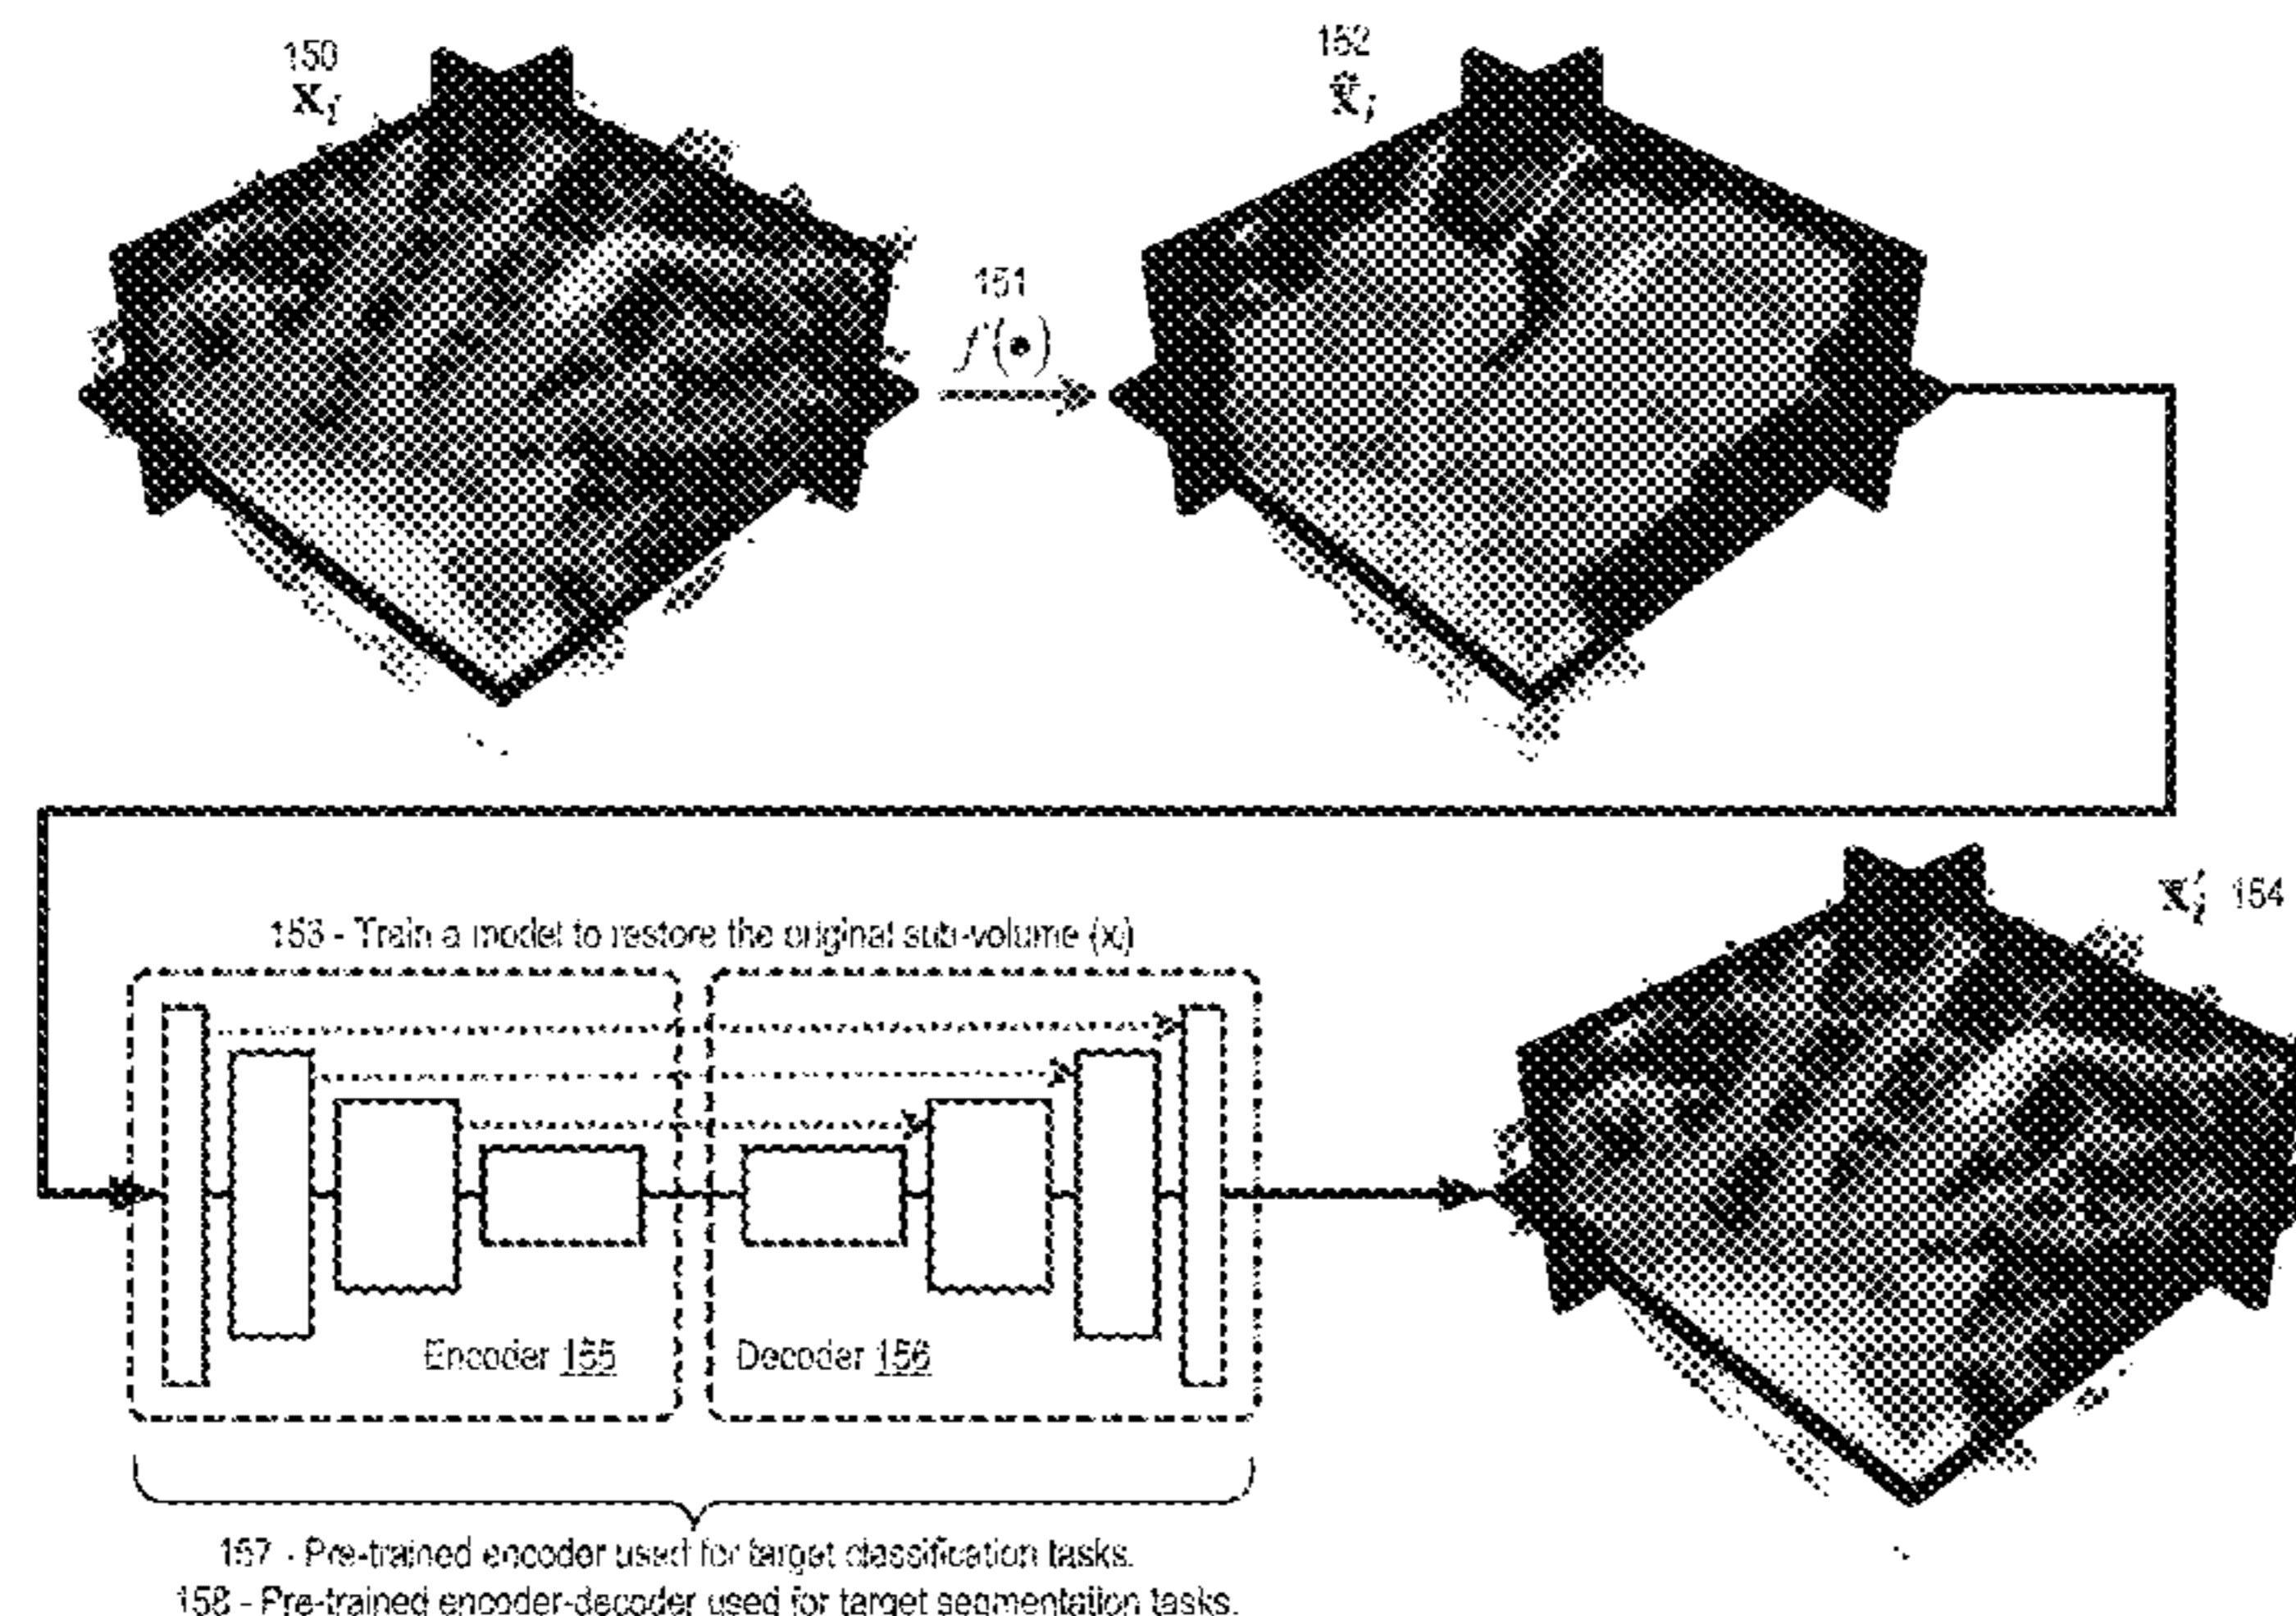 150
152
x_i
x̃_i
151
f(•)
x'_i 154
153 - Train a model to restore the original sub-volume (xi)
Encoder 155
Decoder 156
157 - Pre-trained encoder used for target classification tasks.
158 - Pre-trained encoder-decoder used for target segmentation tasks.